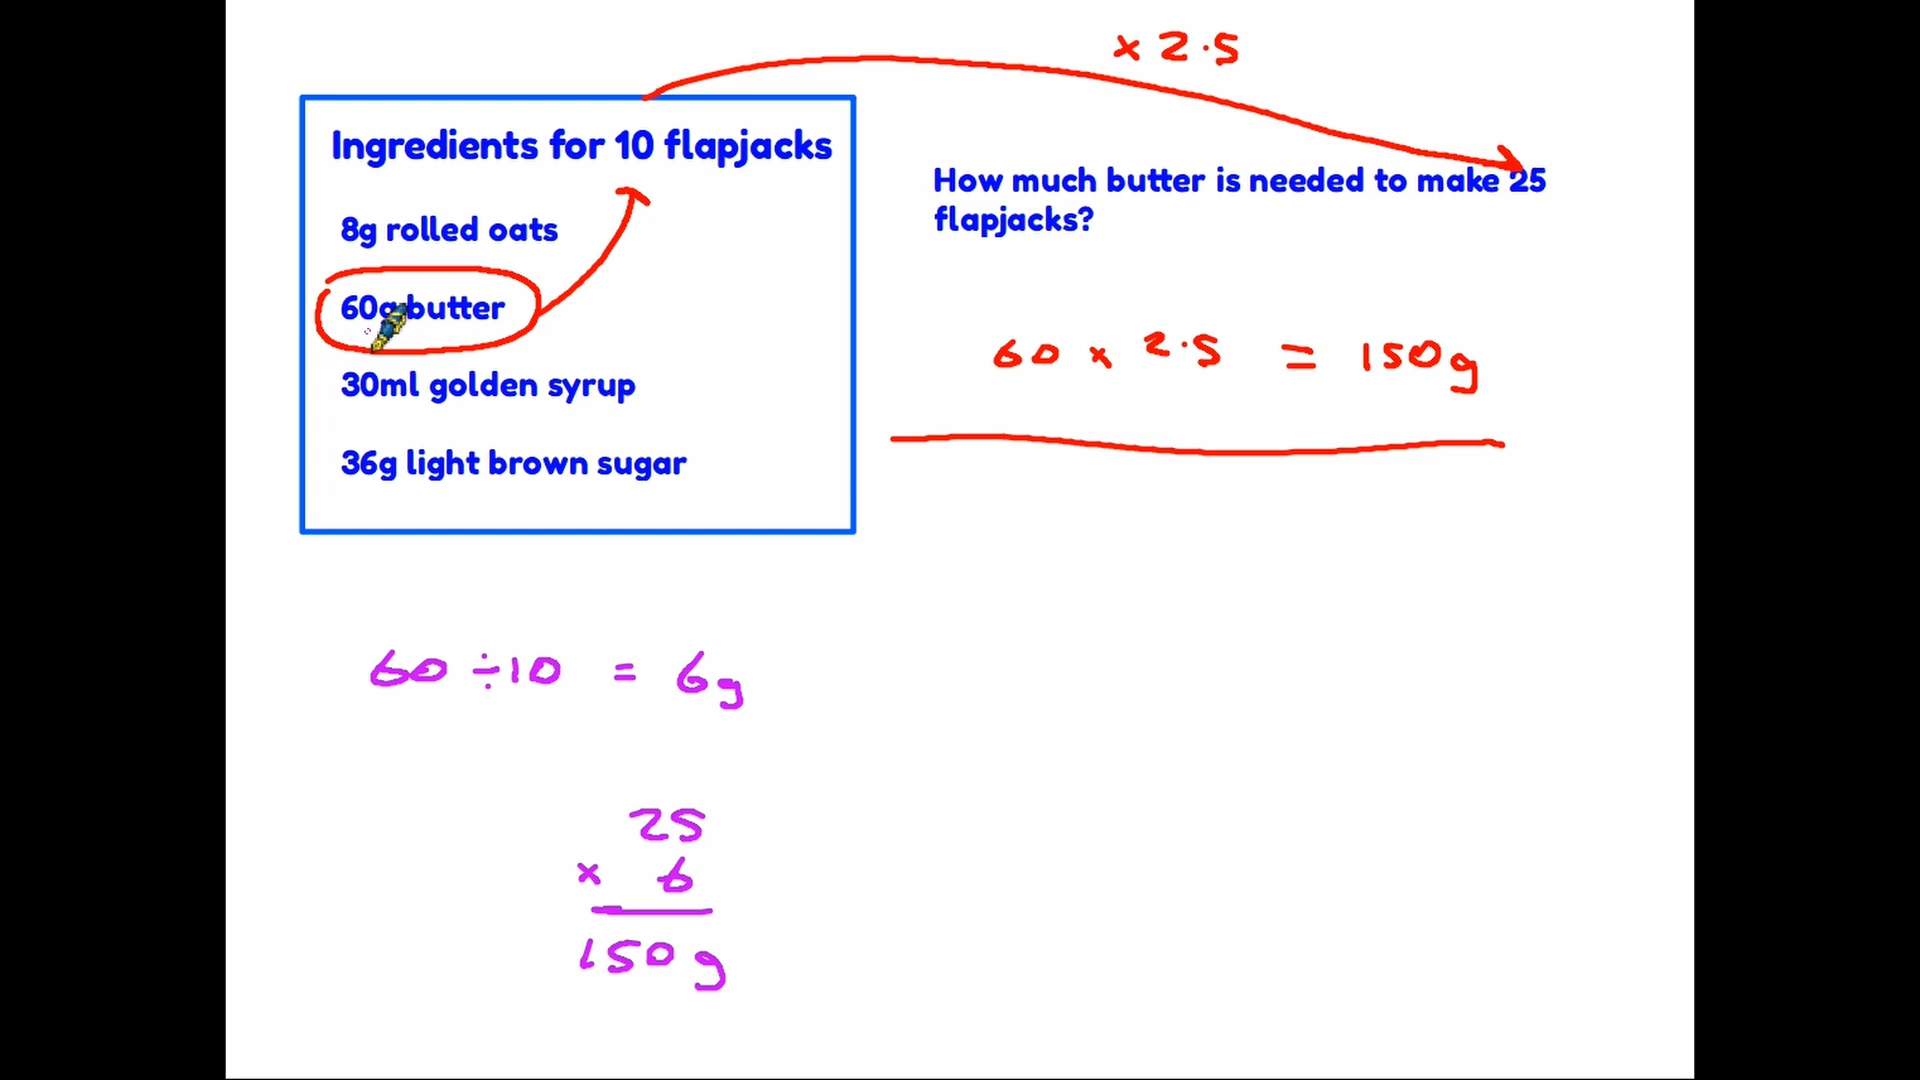 × 2.5
Ingredients for 10 flapjacks
How much butter is needed to make 25
flapjacks?
8g rolled oats
60g butter
60 × 2.5 = 150g
30ml golden syrup
36g light brown sugar
60 ÷ 10 = 6g
25
× 6
150g